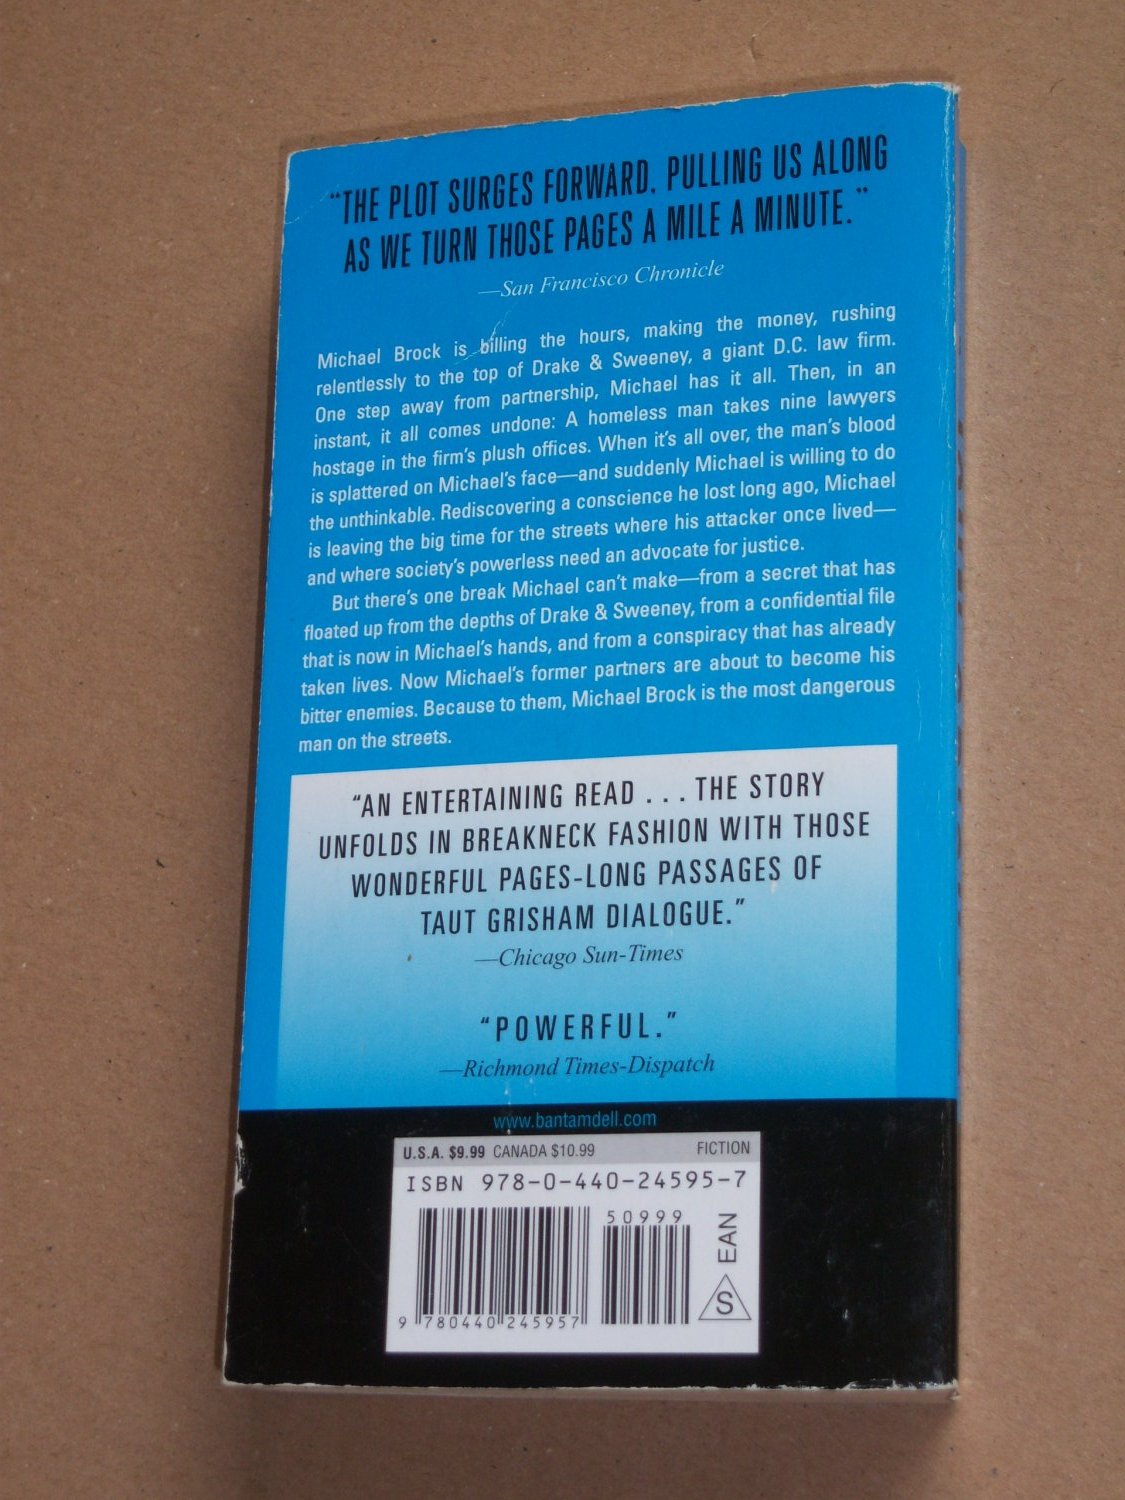 “THE PLOT SURGES FORWARD, PULLING US ALONG
AS WE TURN THOSE PAGES A MILE A MINUTE.”
—San Francisco Chronicle
Michael Brock is billing the hours, making the money, rushing
relentlessly to the top of Drake & Sweeney, a giant D.C. law firm.
One step away from partnership, Michael has it all. Then, in an
instant, it all comes undone: A homeless man takes nine lawyers
hostage in the firm’s plush offices. When it’s all over, the man’s blood
is splattered on Michael’s face—and suddenly Michael is willing to do
the unthinkable. Rediscovering a conscience he lost long ago, Michael
is leaving the big time for the streets where his attacker once lived—
and where society’s powerless need an advocate for justice.
But there’s one break Michael can’t make—from a secret that has
floated up from the depths of Drake & Sweeney, from a confidential file
that is now in Michael’s hands, and from a conspiracy that has already
taken lives. Now Michael’s former partners are about to become his
bitter enemies. Because to them, Michael Brock is the most dangerous
man on the streets.
“AN ENTERTAINING READ . . . THE STORY
UNFOLDS IN BREAKNECK FASHION WITH THOSE
WONDERFUL PAGES-LONG PASSAGES OF
TAUT GRISHAM DIALOGUE.”
—Chicago Sun-Times
“POWERFUL.”
—Richmond Times-Dispatch
www.bantamdell.com
U.S.A. $9.99 CANADA $10.99 FICTION
ISBN 978-0-440-24595-7
50999
EAN
S
9 780440 245957